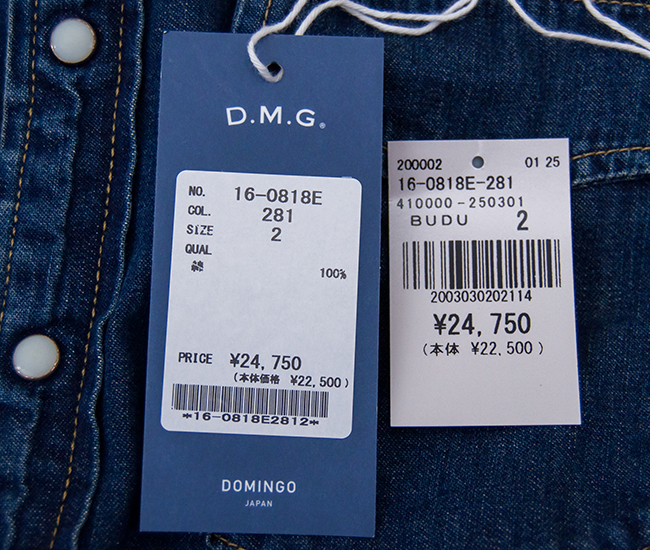 D.M.G®
NO. 16-0818E
COL. 281
SIZE 2
QUAL
綿 100%
PRICE ¥24,750
(本体価格 ¥22,500)
*16-0818E2812*
DOMINGO
JAPAN
200002 01 25
16-0818E-281
410000-250301
BUDU 2
2003030202114
¥24,750
(本体 ¥22,500)